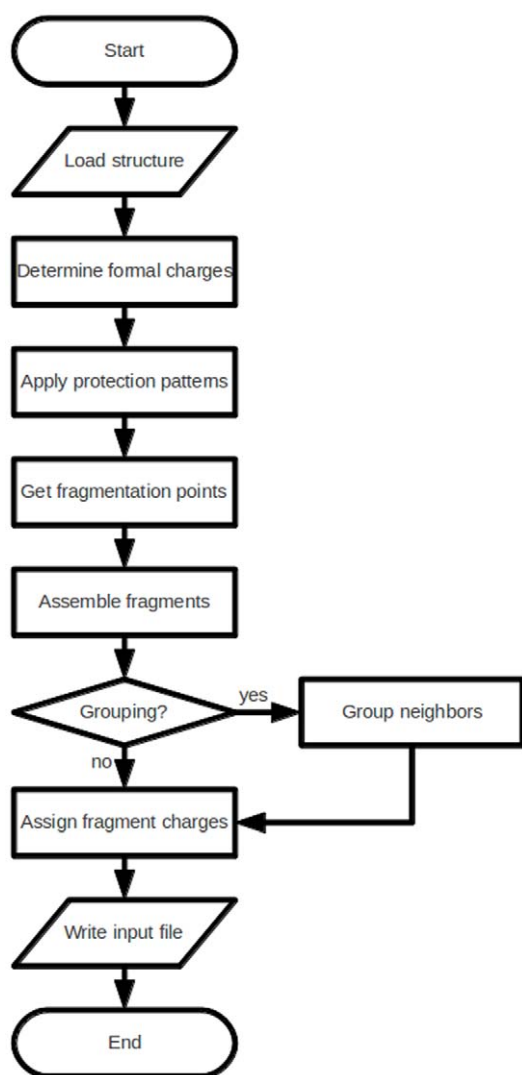 Start
Load structure
Determine formal charges
Apply protection patterns
Get fragmentation points
Assemble fragments
Grouping?
yes
Group neighbors
no
Assign fragment charges
Write input file
End